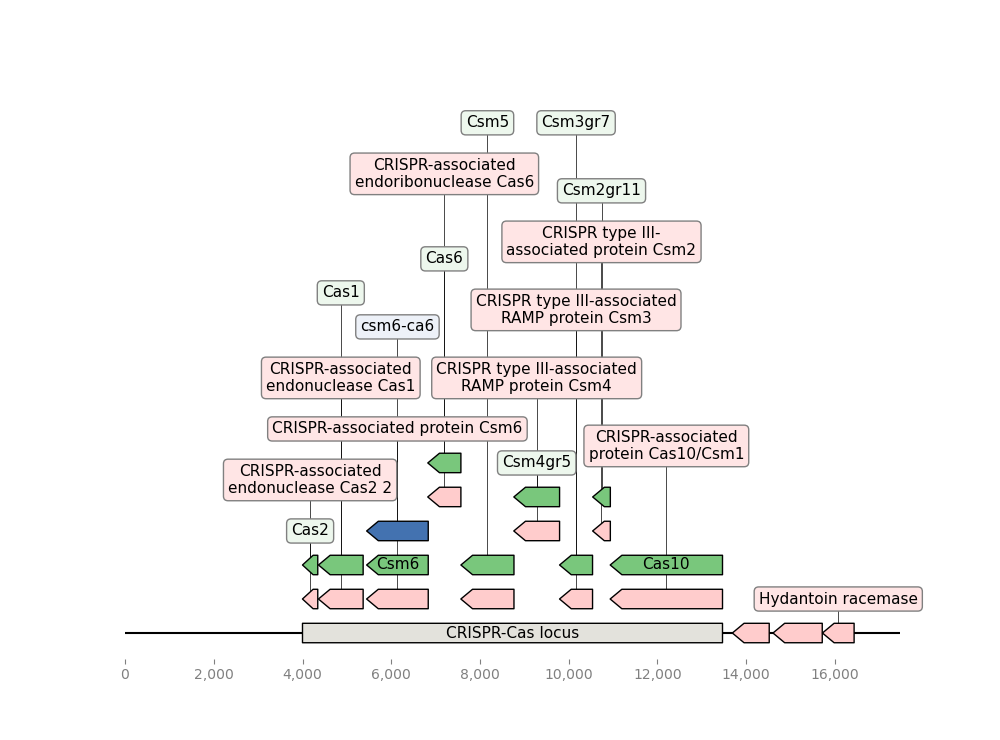 Csm5
Csm3gr7
CRISPR-associated
endoribonuclease Cas6
Csm2gr11
CRISPR type III-
associated protein Csm2
Cas6
Cas1
CRISPR type III-associated
RAMP protein Csm3
csm6-ca6
CRISPR-associated
endonuclease Cas1
CRISPR type III-associated
RAMP protein Csm4
CRISPR-associated protein Csm6
CRISPR-associated
protein Cas10/Csm1
Csm4gr5
CRISPR-associated
endonuclease Cas2 2
Cas2
Csm6
Cas10
Hydantoin racemase
CRISPR-Cas locus
0 2,000 4,000 6,000 8,000 10,000 12,000 14,000 16,000